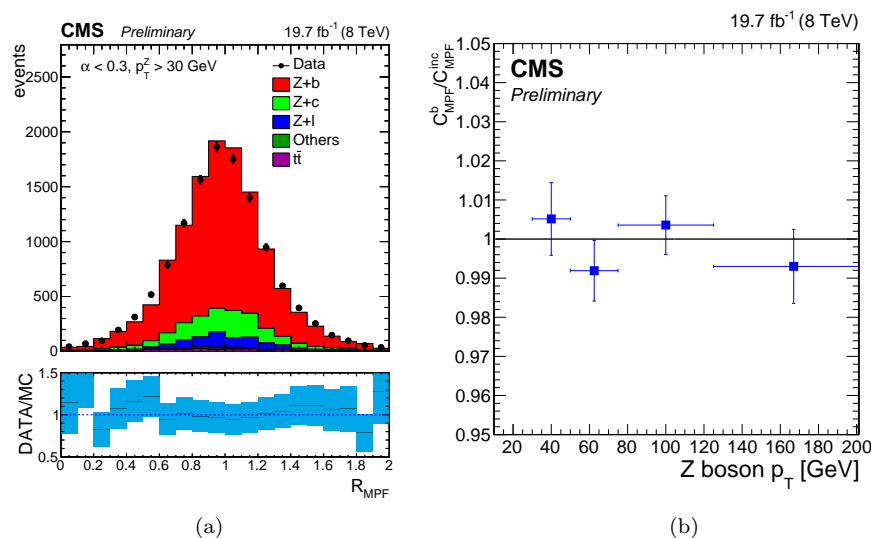 CMS Preliminary 19.7 fb⁻¹ (8 TeV)
events
α < 0.3, p_T^Z > 30 GeV
Data
Z+b
Z+c
Z+l
Others
tt̄
2500
2000
1500
1000
500
0
DATA/MC
1.5
1
0.5
0 0.2 0.4 0.6 0.8 1 1.2 1.4 1.6 1.8 2
R_MPF
(a)
19.7 fb⁻¹ (8 TeV)
C^b_MPF/C^inc_MPF
CMS
Preliminary
1.05
1.04
1.03
1.02
1.01
1
0.99
0.98
0.97
0.96
0.95
20 40 60 80 100 120 140 160 180 200
Z boson p_T [GeV]
(b)